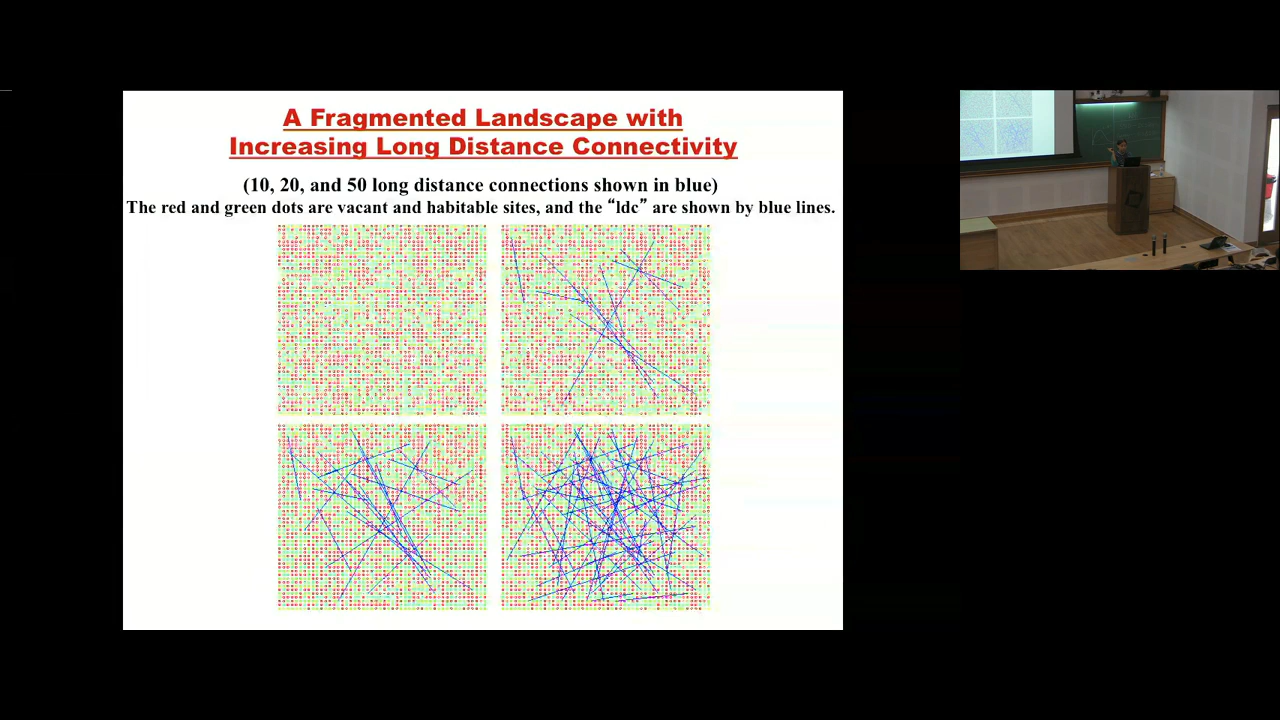 A Fragmented Landscape with
Increasing Long Distance Connectivity
(10, 20, and 50 long distance connections shown in blue)
The red and green dots are vacant and habitable sites, and the “ldc” are shown by blue lines.